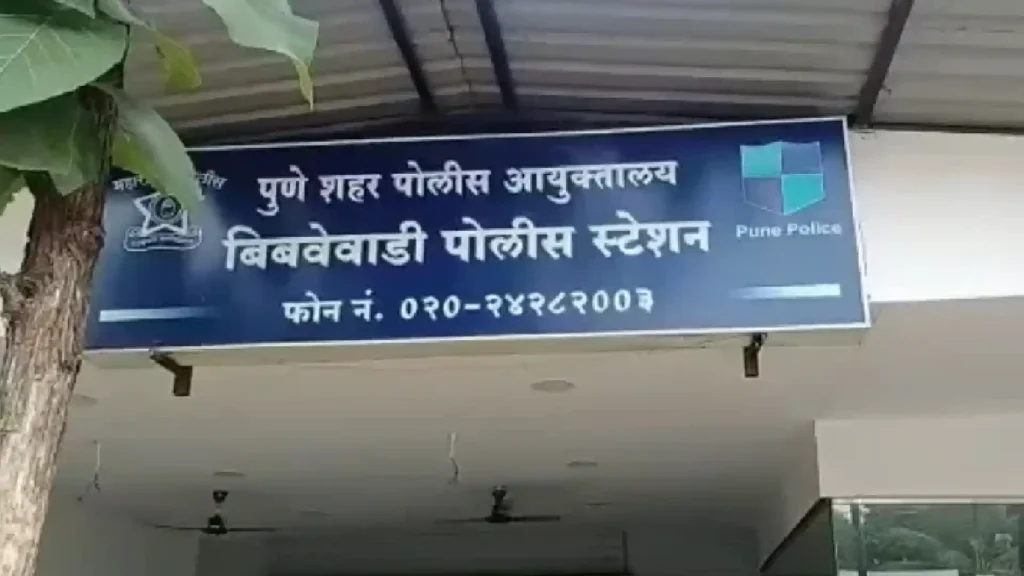 पुणे शहर पोलीस आयुक्तालय
बिबवेवाडी पोलीस स्टेशन
फोन नं. ०२०-२४२८२००३
Pune Police